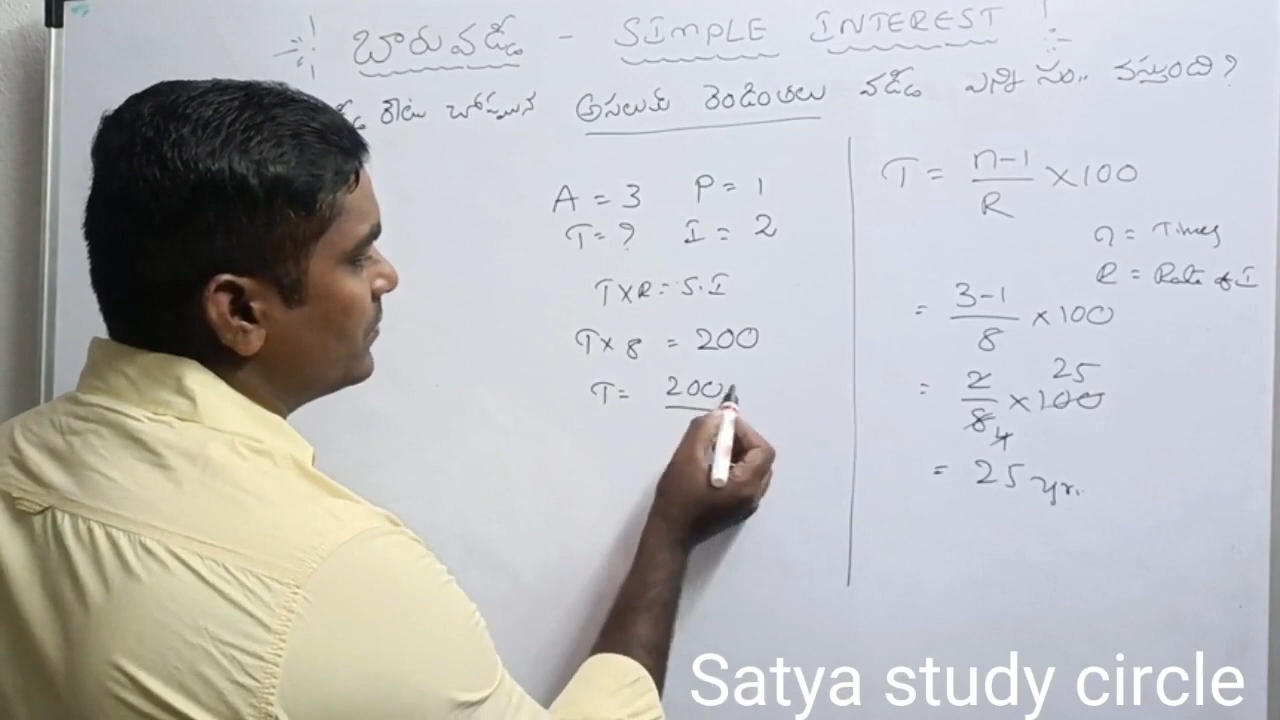 బారువడ్డీ - SIMPLE INTEREST
రేటు చొప్పున అసలుకు రెండింతలు వడ్డీ ఎన్ని సం.. వస్తుంది?
A = 3 P = 1
T = ? I = 2
T x R = S.I
T x 8 = 200
T = 200
T = n-1 / R x 100
n = Times
R = Rate of I
= 3-1 / 8 x 100
= 2 / 8 x 100 25
4
= 25 yr.
Satya study circle